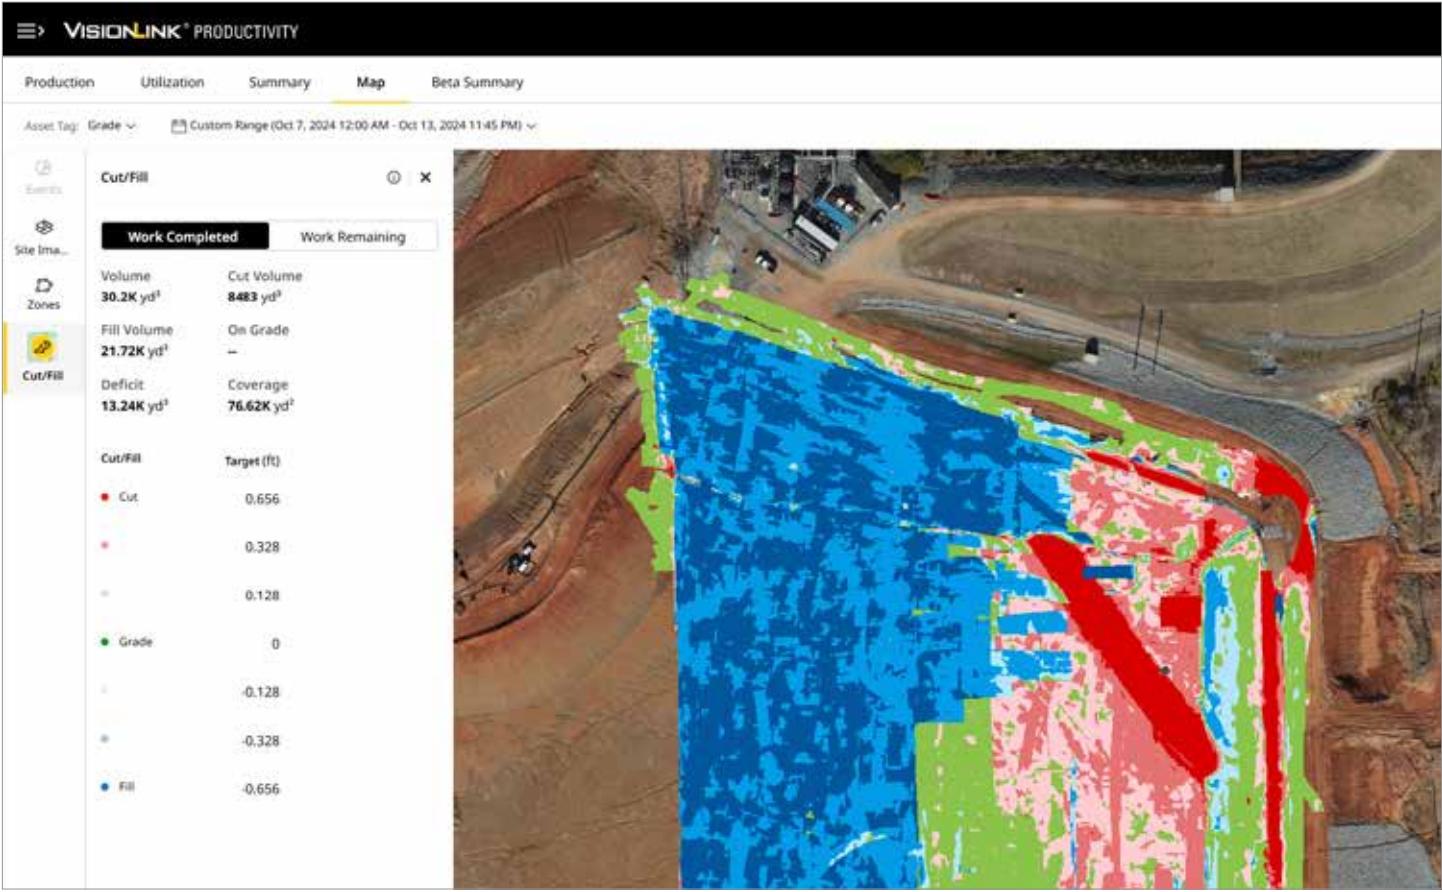 VISIONLINK® PRODUCTIVITY
Production Utilization Summary Map Beta Summary
Asset Tag: Grade Custom Range (Oct 7, 2024 12:00 AM - Oct 13, 2024 11:45 PM)
Events
Site Ima...
Zones
Cut/Fill
Cut/Fill
Work Completed Work Remaining
Volume Cut Volume
30.2K yd³ 8483 yd³
Fill Volume On Grade
21.72K yd³ --
Deficit Coverage
13.24K yd³ 76.62K yd²
Cut/Fill Target (ft)
Cut 0.656
0.328
0.128
Grade 0
-0.128
-0.328
Fill -0.656